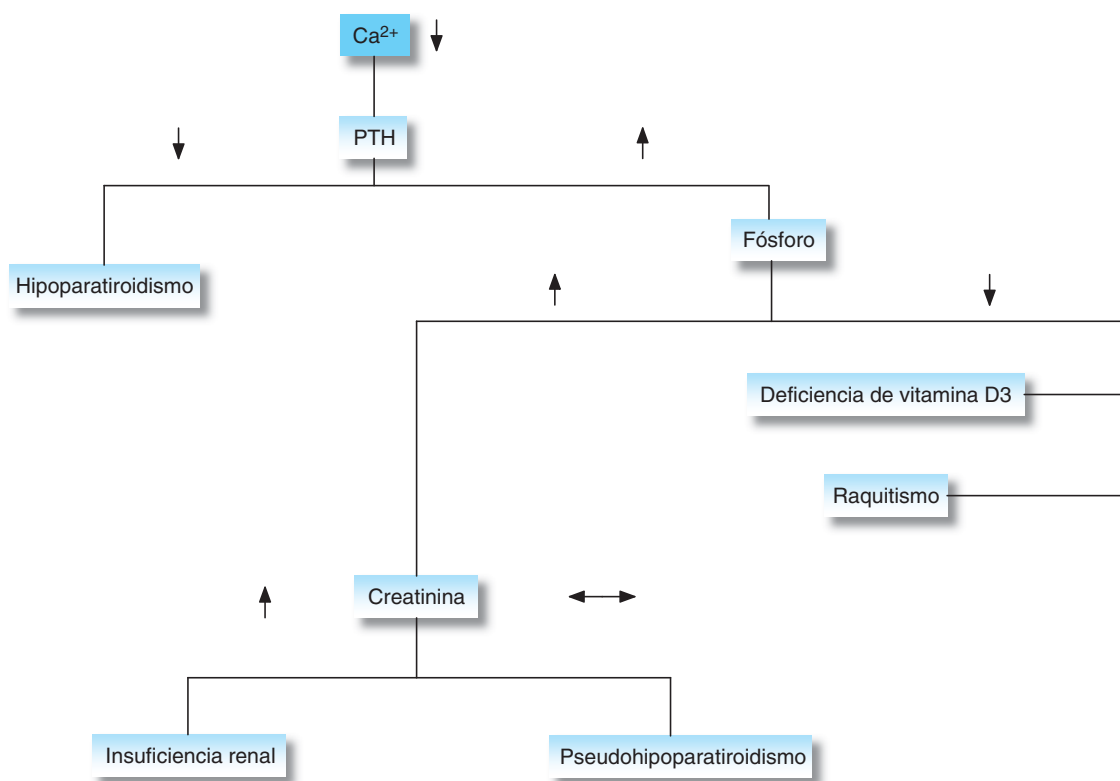 Ca²⁺
PTH
Fósforo
Hipoparatiroidismo
Deficiencia de vitamina D3
Raquitismo
Creatinina
Insuficiencia renal
Pseudohipoparatiroidismo